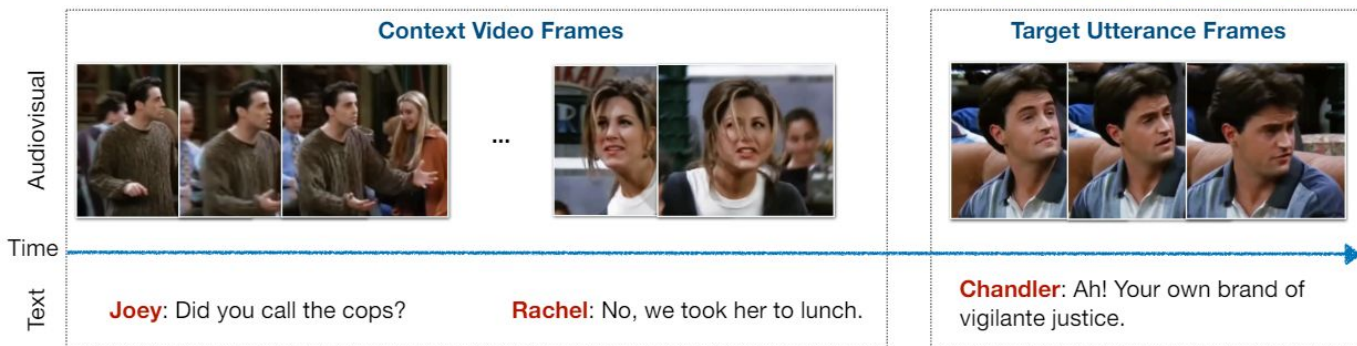 Context Video Frames
Target Utterance Frames
Audiovisual
...
Time
Text
Joey: Did you call the cops?
Rachel: No, we took her to lunch.
Chandler: Ah! Your own brand of
vigilante justice.